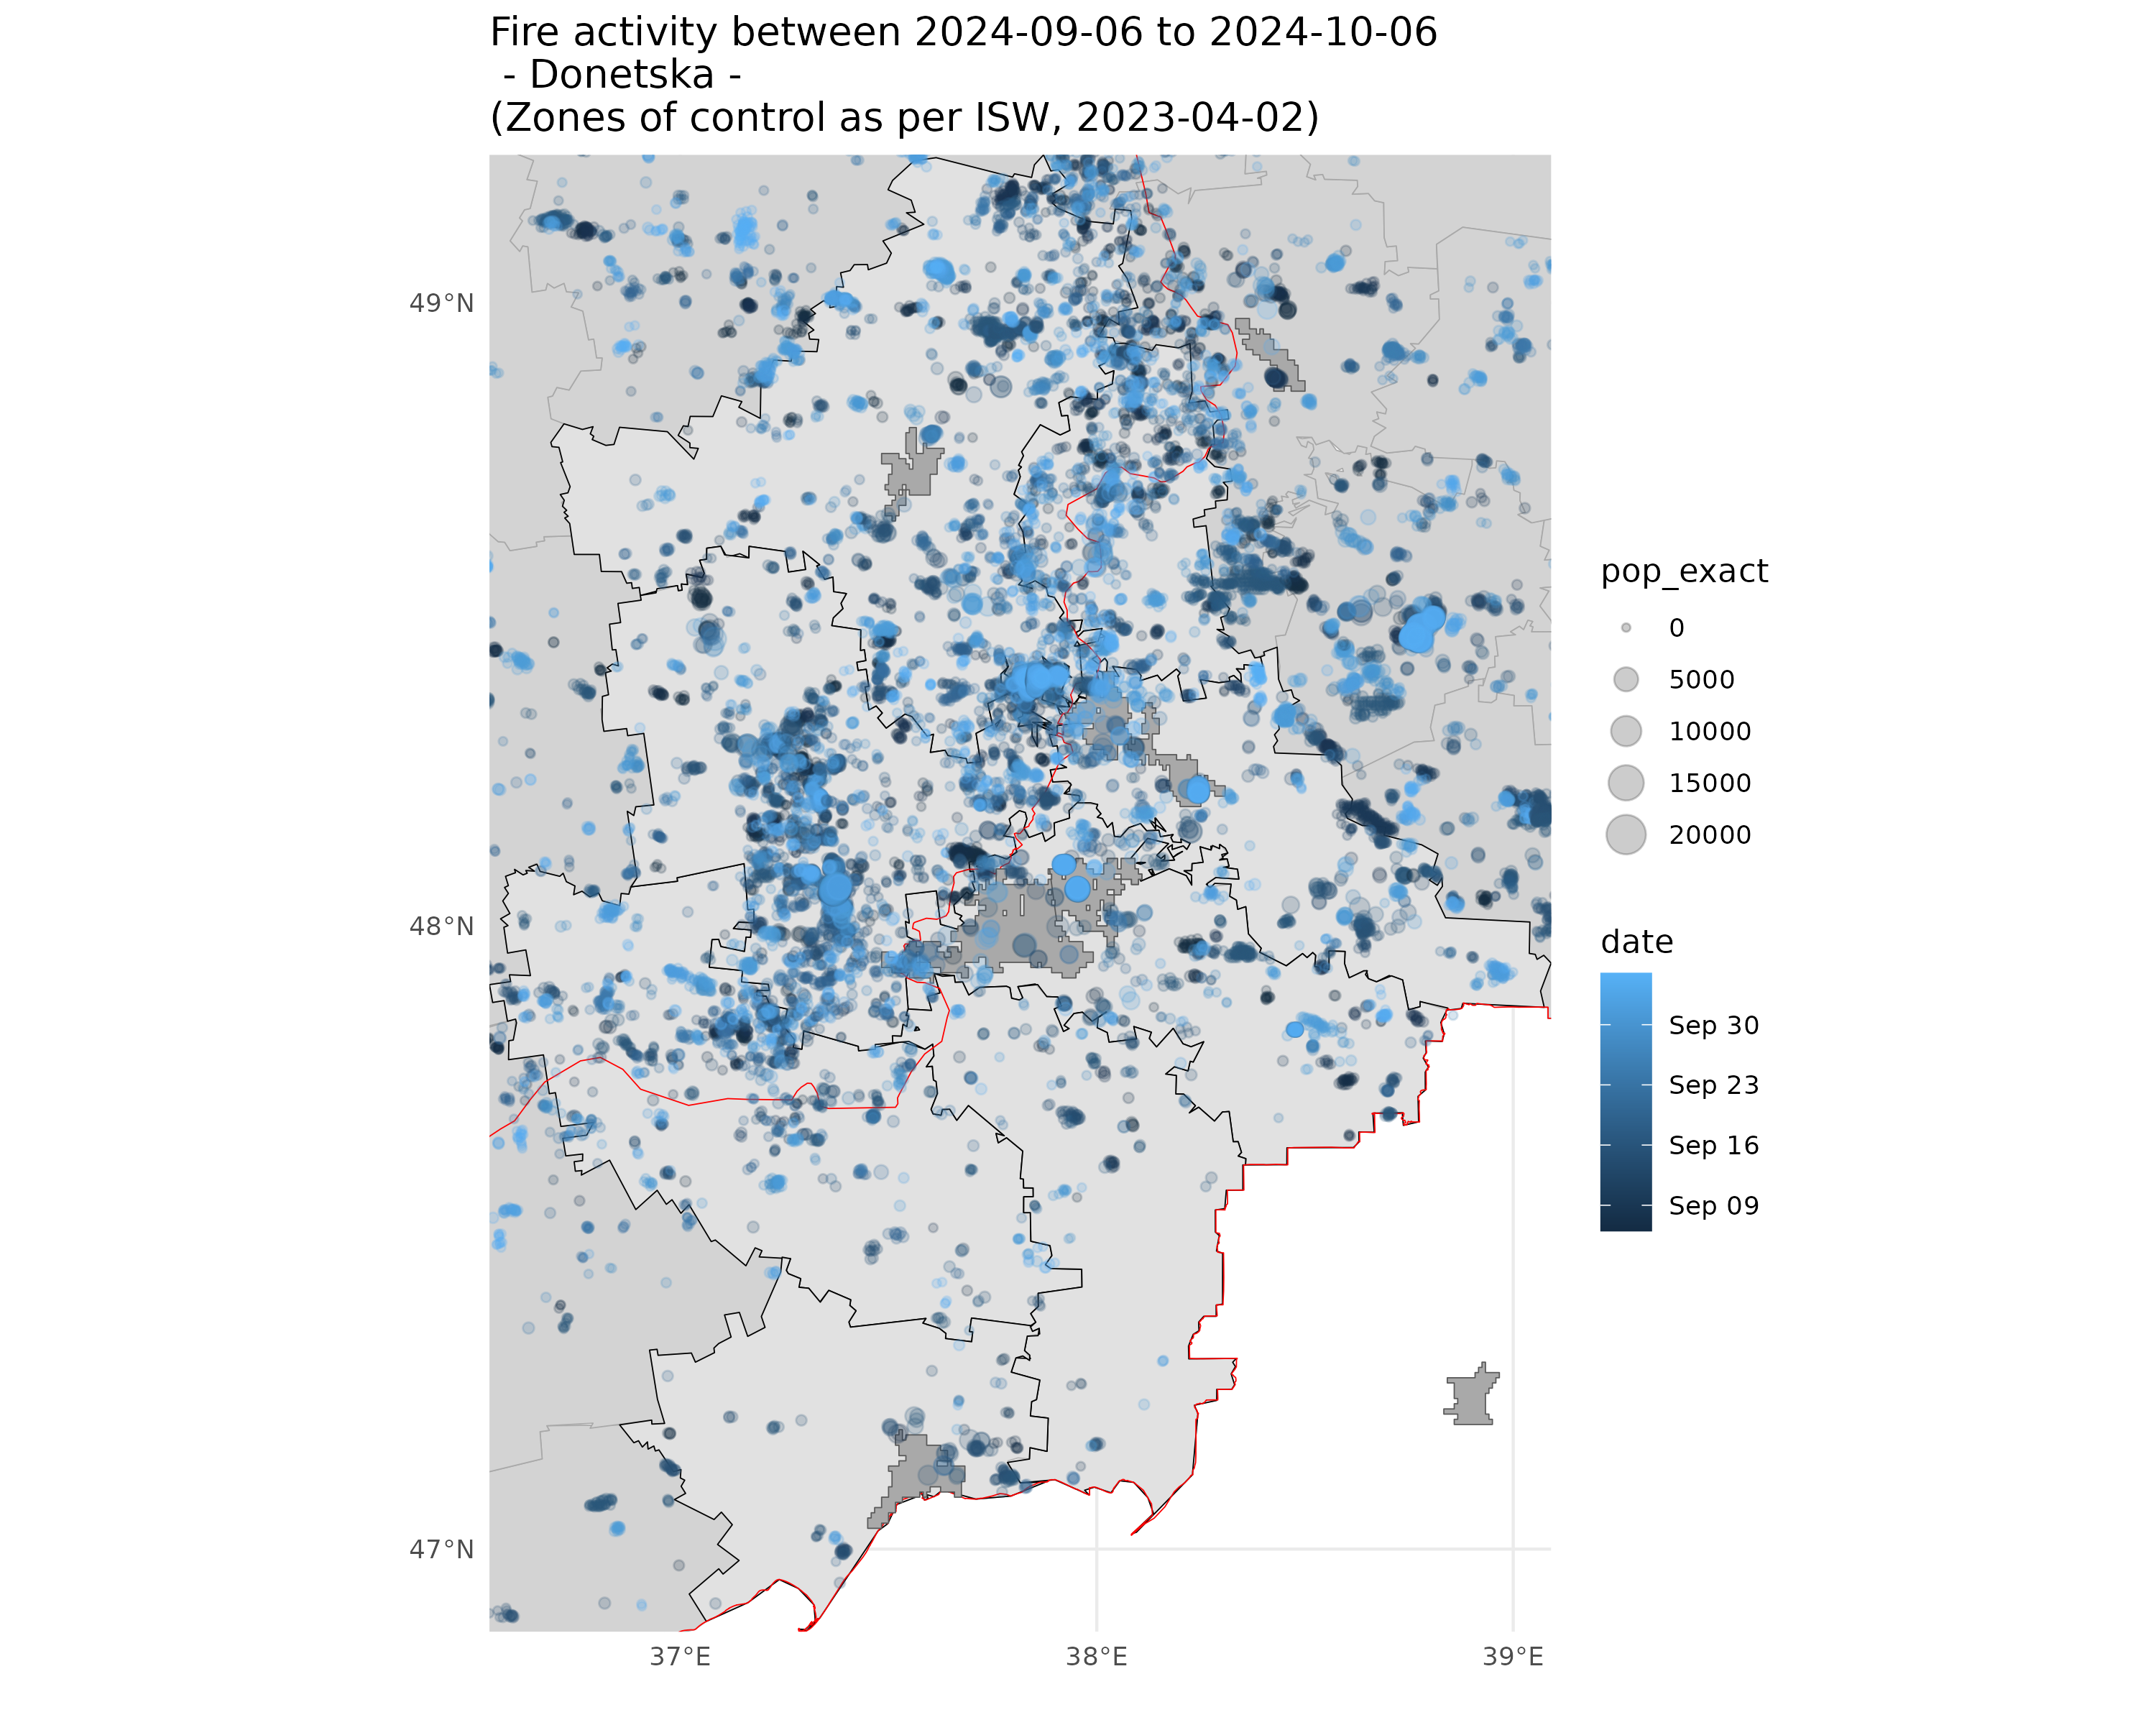 Fire activity between 2024-09-06 to 2024-10-06
- Donetska -
(Zones of control as per ISW, 2023-04-02)
49°N
48°N
47°N
37°E
38°E
39°E
pop_exact
0
5000
10000
15000
20000
date
Sep 30
Sep 23
Sep 16
Sep 09